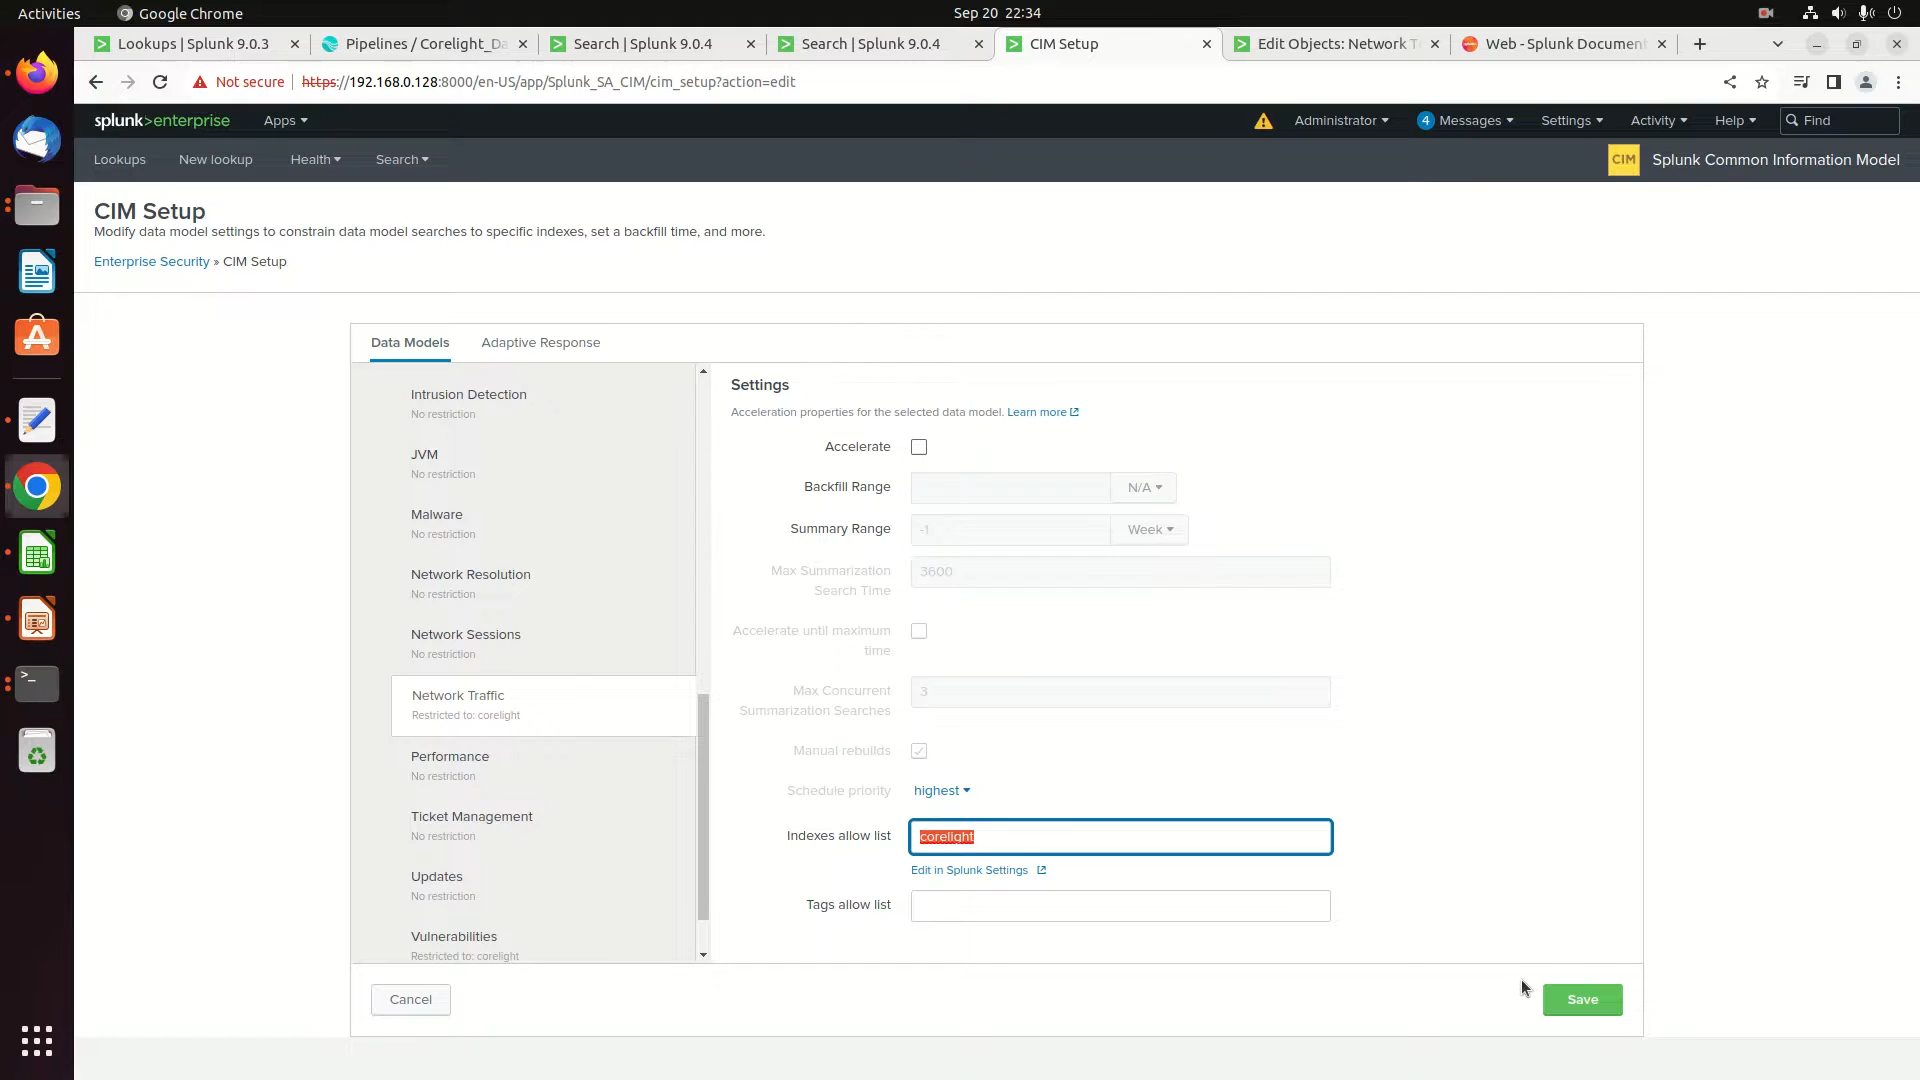 Activities
Google Chrome
Sep 20 22:34
Lookups | Splunk 9.0.3
Pipelines / Corelight_Da
Search | Splunk 9.0.4
Search | Splunk 9.0.4
CIM Setup
Edit Objects: Network T
Web - Splunk Document
Not secure
https://192.168.0.128:8000/en-US/app/Splunk_SA_CIM/cim_setup?action=edit
splunk>enterprise
Apps
Administrator
4 Messages
Settings
Activity
Help
Find
Lookups
New lookup
Health
Search
CIM
Splunk Common Information Model
CIM Setup
Modify data model settings to constrain data model searches to specific indexes, set a backfill time, and more.
Enterprise Security » CIM Setup
Data Models
Adaptive Response
Intrusion Detection
No restriction
JVM
No restriction
Malware
No restriction
Network Resolution
No restriction
Network Sessions
No restriction
Network Traffic
Restricted to: corelight
Performance
No restriction
Ticket Management
No restriction
Updates
No restriction
Vulnerabilities
Restricted to: corelight
Settings
Acceleration properties for the selected data model. Learn more
Accelerate
Backfill Range
N/A
Summary Range
-1
Week
Max Summarization
Search Time
3600
Accelerate until maximum
time
Max Concurrent
Summarization Searches
3
Manual rebuilds
Schedule priority
highest
Indexes allow list
corelight
Edit in Splunk Settings
Tags allow list
Cancel
Save